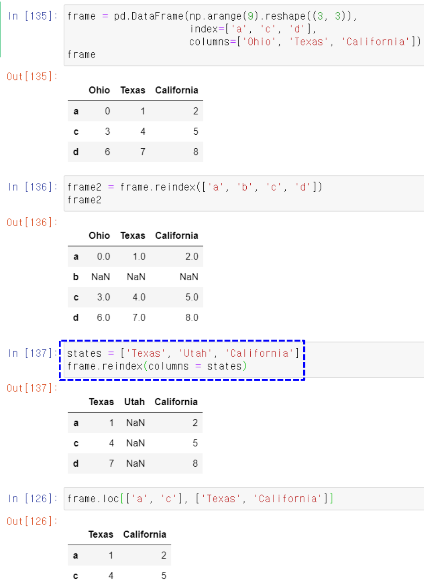 In [135]: frame = pd.DataFrame(np.arange(9).reshape((3, 3)),
index=['a', 'c', 'd'],
columns=['Ohio', 'Texas', 'California'])
frame
Out[135]:
Ohio Texas California
a 0 1 2
c 3 4 5
d 6 7 8
In [136]: frame2 = frame.reindex(['a', 'b', 'c', 'd'])
frame2
Out[136]:
Ohio Texas California
a 0.0 1.0 2.0
b NaN NaN NaN
c 3.0 4.0 5.0
d 6.0 7.0 8.0
In [137]: states = ['Texas', 'Utah', 'California']
frame.reindex(columns = states)
Out[137]:
Texas Utah California
a 1 NaN 2
c 4 NaN 5
d 7 NaN 8
In [126]: frame.loc[['a', 'c'], ['Texas', 'California']]
Out[126]:
Texas California
a 1 2
c 4 5